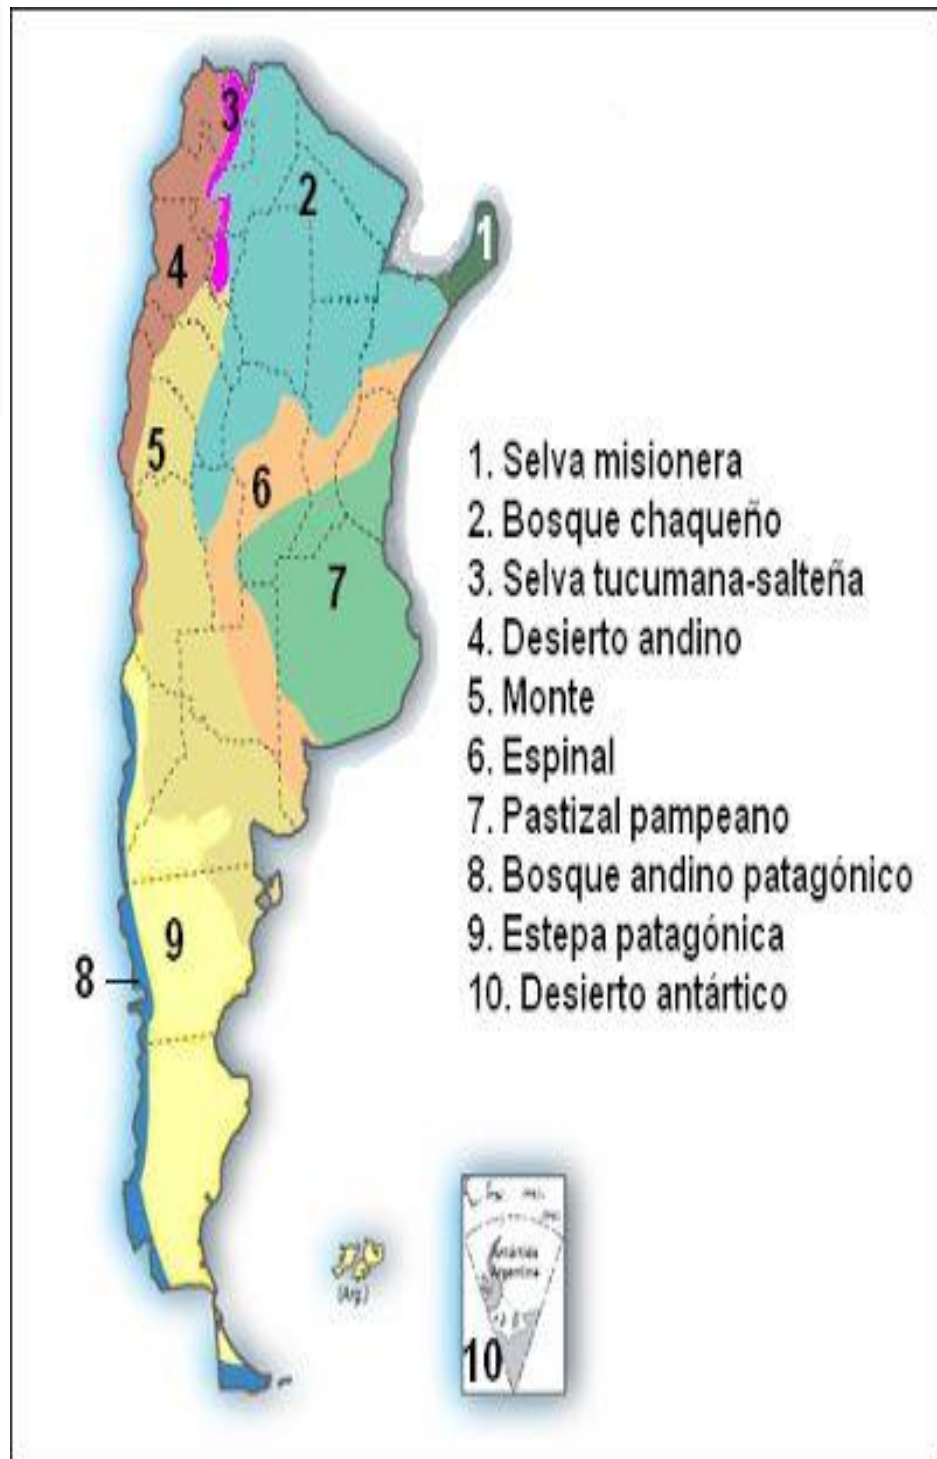 3
2
1
4
5
6
7
9
8
1. Selva misionera
2. Bosque chaqueño
3. Selva tucumana-salteña
4. Desierto andino
5. Monte
6. Espinal
7. Pastizal pampeano
8. Bosque andino patagónico
9. Estepa patagónica
10. Desierto antártico
(Arg)
Antártida
Argentina
10